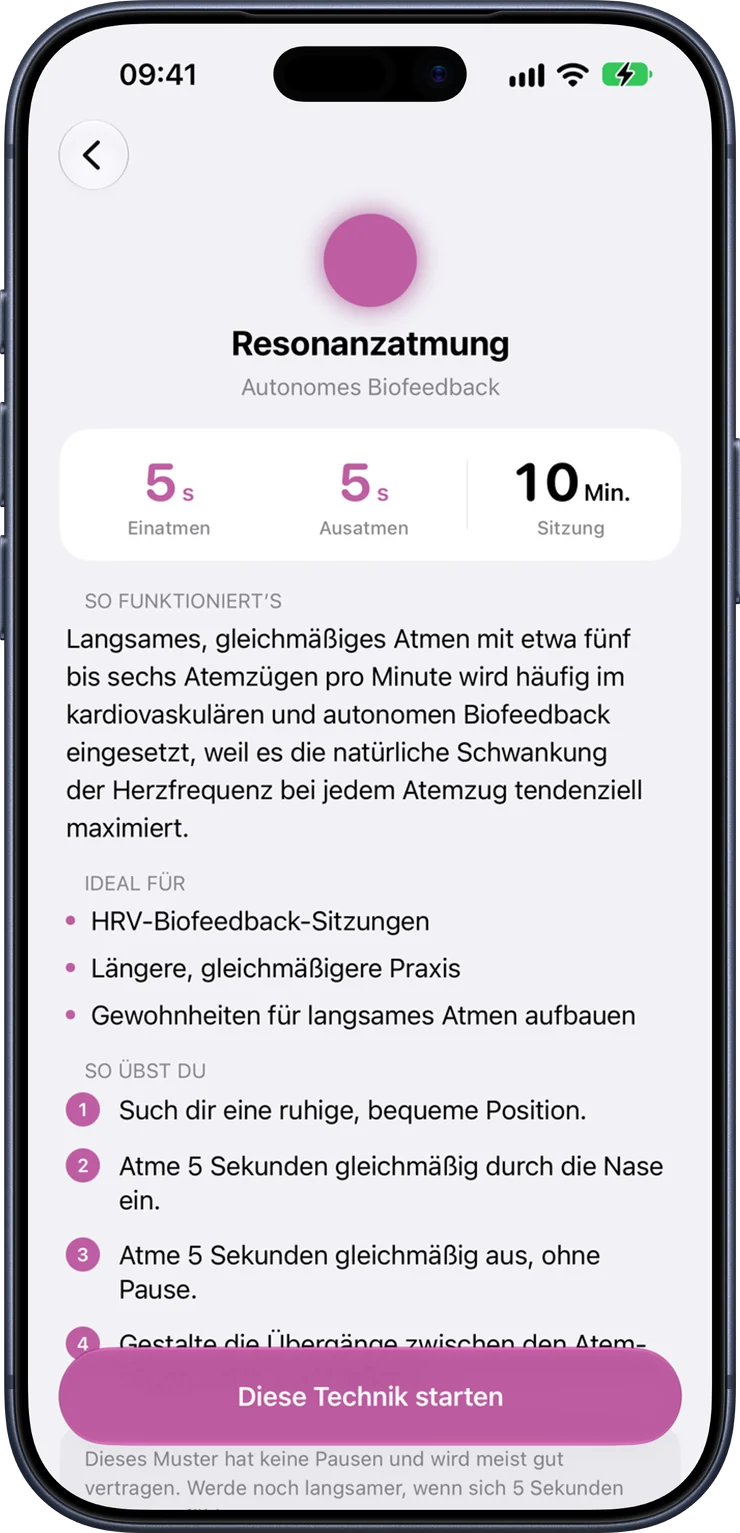 09:41
Resonanzatmung
Autonomes Biofeedback
5 s
Einatmen
5 s
Ausatmen
10 Min.
Sitzung
SO FUNKTIONIERT’S
Langsames, gleichmäßiges Atmen mit etwa fünf
bis sechs Atemzügen pro Minute wird häufig im
kardiovaskulären und autonomen Biofeedback
eingesetzt, weil es die natürliche Schwankung
der Herzfrequenz bei jedem Atemzug tendenziell
maximiert.
IDEAL FÜR
• HRV-Biofeedback-Sitzungen
• Längere, gleichmäßigere Praxis
• Gewohnheiten für langsames Atmen aufbauen
SO ÜBST DU
1 Such dir eine ruhige, bequeme Position.
2 Atme 5 Sekunden gleichmäßig durch die Nase
ein.
3 Atme 5 Sekunden gleichmäßig aus, ohne
Pause.
4 Gestalte die Übergänge zwischen den Atem-
Diese Technik starten
Dieses Muster hat keine Pausen und wird meist gut
vertragen. Werde noch langsamer, wenn sich 5 Sekunden